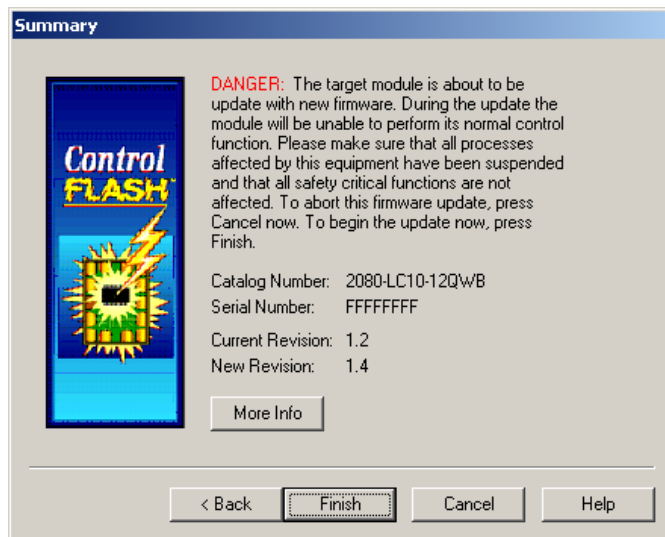 Summary
Control
FLASH
DANGER: The target module is about to be
update with new firmware. During the update the
module will be unable to perform its normal control
function. Please make sure that all processes
affected by this equipment have been suspended
and that all safety critical functions are not
affected. To abort this firmware update, press
Cancel now. To begin the update now, press
Finish.
Catalog Number: 2080-LC10-12QWB
Serial Number: FFFFFFFF
Current Revision: 1.2
New Revision: 1.4
More Info
< Back Finish Cancel Help